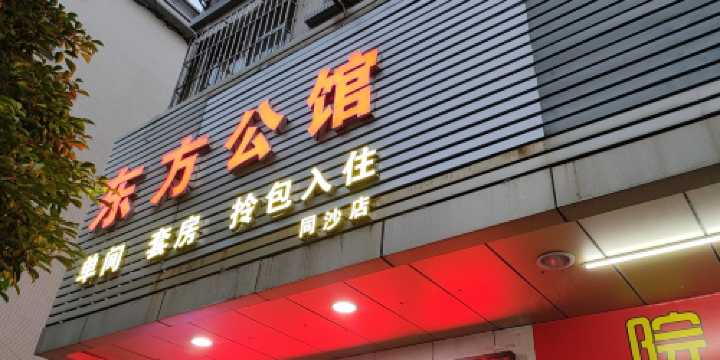 东方公馆
单间 套房 拎包入住
同沙店